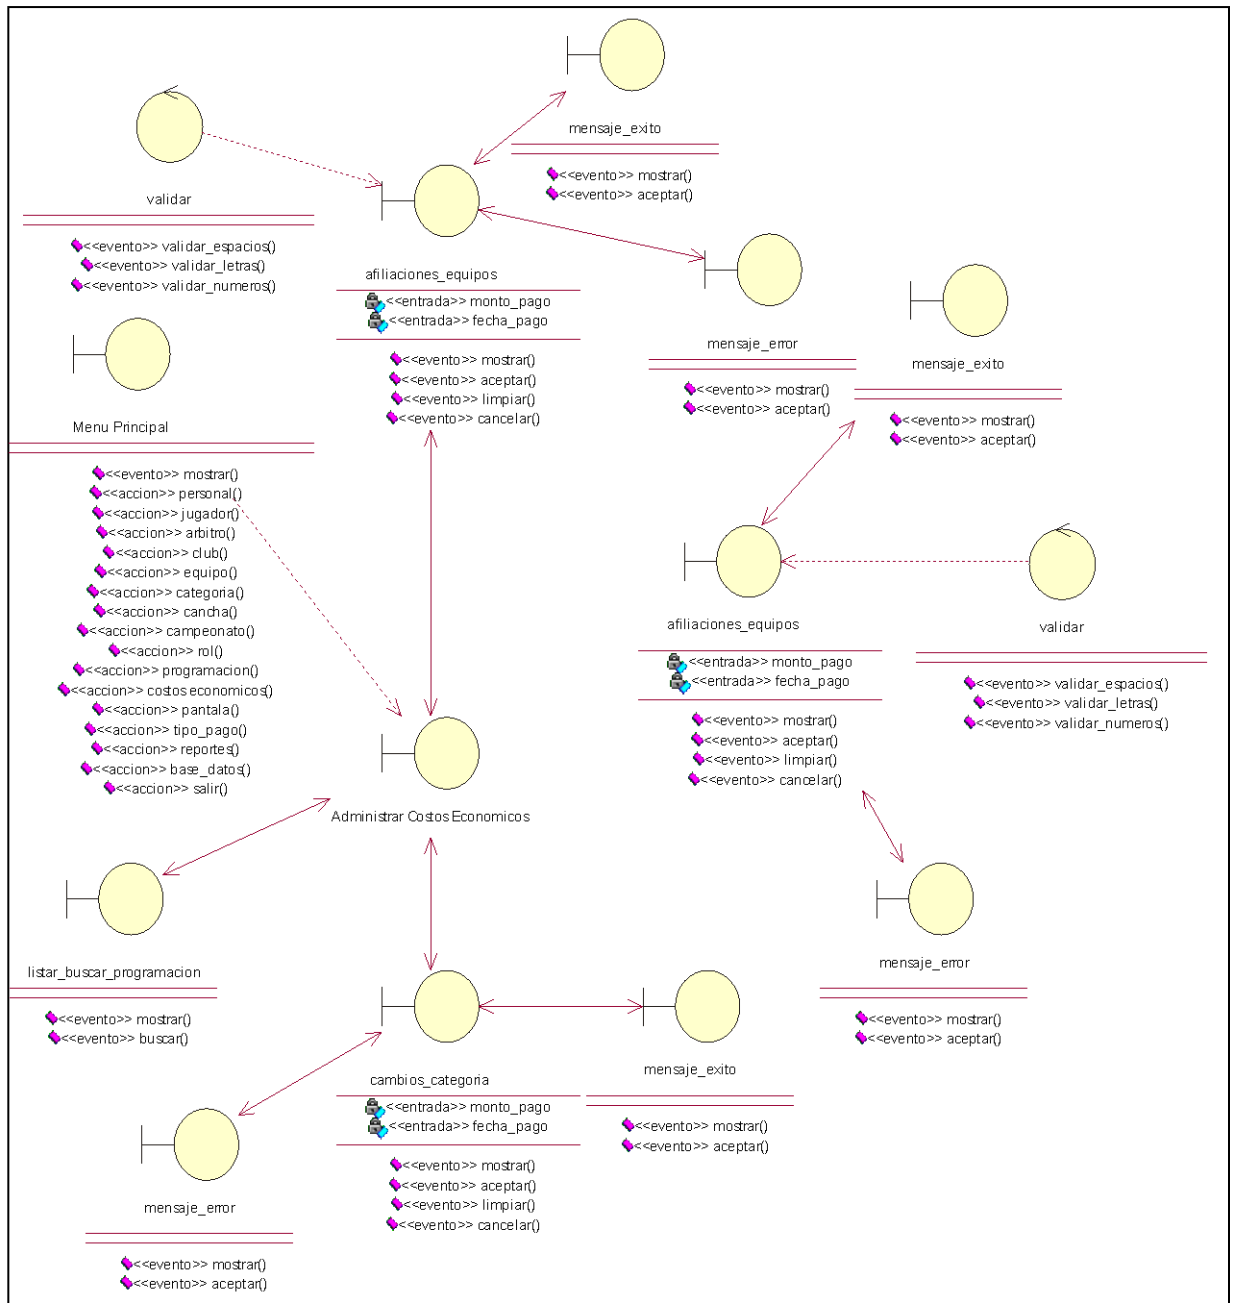 mensaje_exito
<<evento>> mostrar()
<<evento>> aceptar()
validar
<<evento>> validar_espacios()
<<evento>> validar_letras()
<<evento>> validar_numeros()
afiliaciones_equipos
<<entrada>> monto_pago
<<entrada>> fecha_pago
<<evento>> mostrar()
<<evento>> aceptar()
<<evento>> limpiar()
<<evento>> cancelar()
mensaje_error
<<evento>> mostrar()
<<evento>> aceptar()
mensaje_exito
<<evento>> mostrar()
<<evento>> aceptar()
Menu Principal
<<evento>> mostrar()
<<accion>> personal()
<<accion>> jugador()
<<accion>> arbitro()
<<accion>> club()
<<accion>> equipo()
<<accion>> categoria()
<<accion>> cancha()
<<accion>> campeonato()
<<accion>> rol()
<<accion>> programacion()
<<accion>> costos economicos()
<<accion>> pantala()
<<accion>> tipo_pago()
<<accion>> reportes()
<<accion>> base_datos()
<<accion>> salir()
afiliaciones_equipos
<<entrada>> monto_pago
<<entrada>> fecha_pago
<<evento>> mostrar()
<<evento>> aceptar()
<<evento>> limpiar()
<<evento>> cancelar()
validar
<<evento>> validar_espacios()
<<evento>> validar_letras()
<<evento>> validar_numeros()
Administrar Costos Economicos
listar_buscar_programacion
<<evento>> mostrar()
<<evento>> buscar()
mensaje_error
<<evento>> mostrar()
<<evento>> aceptar()
cambios_categoria
<<entrada>> monto_pago
<<entrada>> fecha_pago
<<evento>> mostrar()
<<evento>> aceptar()
<<evento>> limpiar()
<<evento>> cancelar()
mensaje_exito
<<evento>> mostrar()
<<evento>> aceptar()
mensaje_error
<<evento>> mostrar()
<<evento>> aceptar()